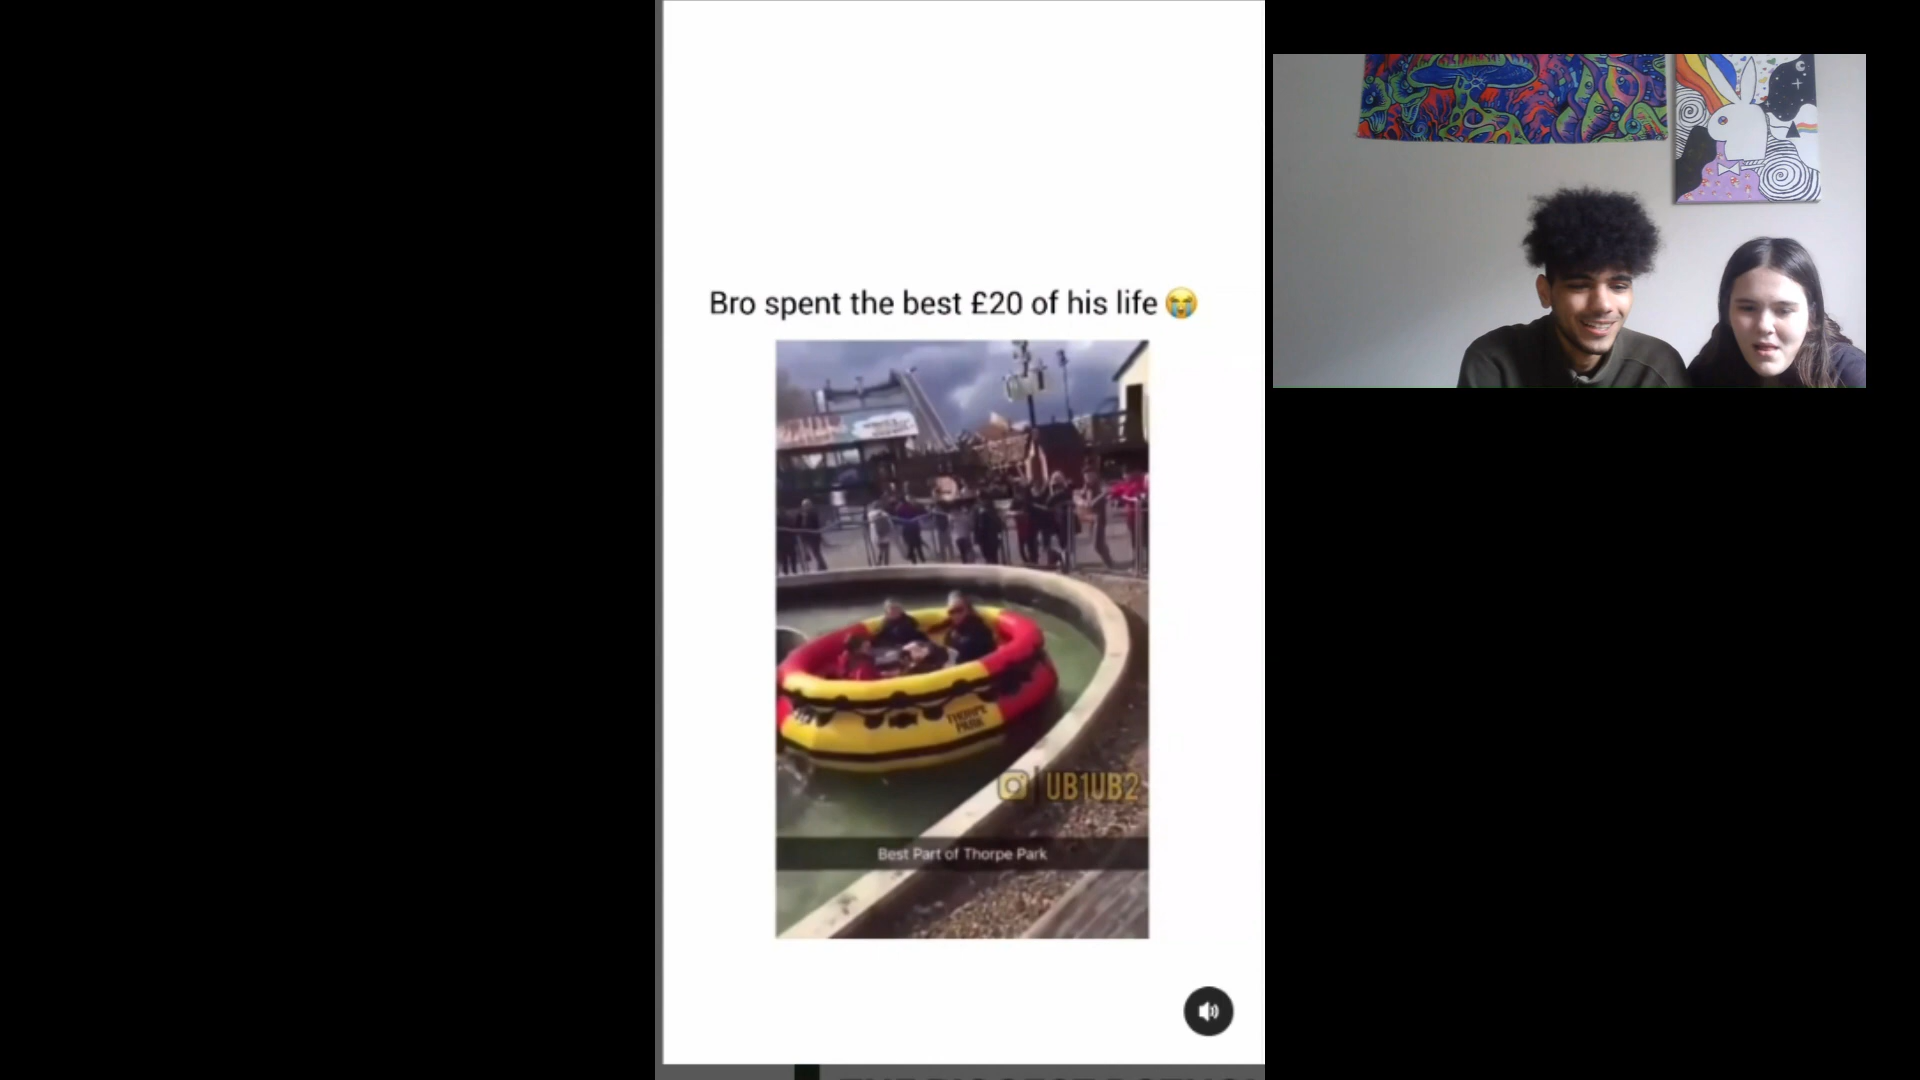 Bro spent the best £20 of his life 😭
THORPE
PARK
UB1UB2
Best Part of Thorpe Park